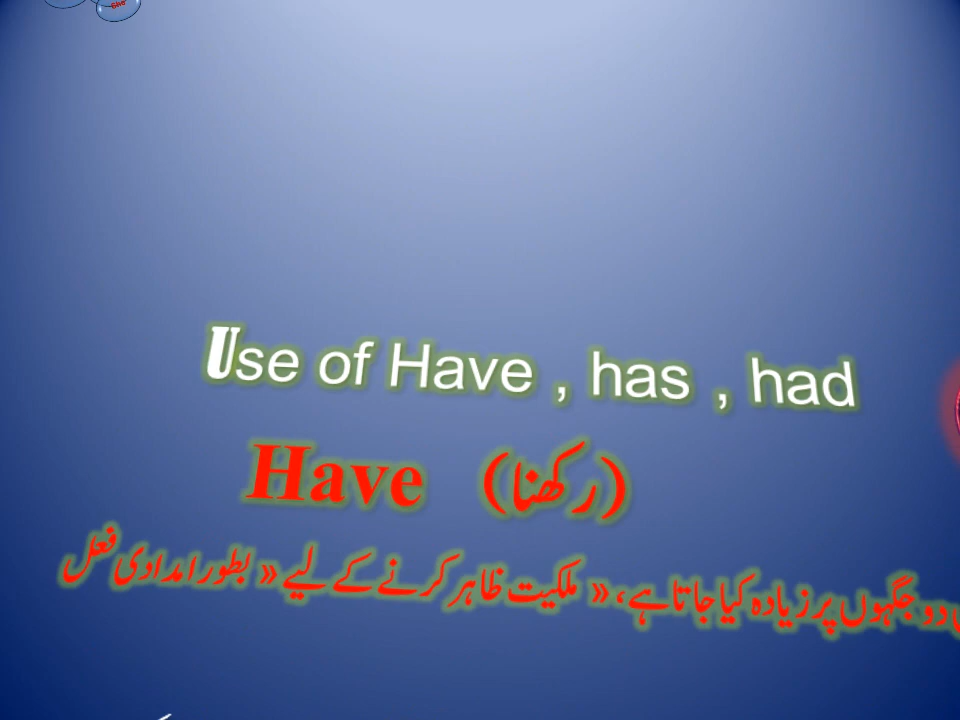 She
Use of Have , has , had
Have (رکھنا)
دو جگہوں پر زیادہ کیا جاتا ہے، » ملکیت ظاہر کرنے کے لیے » بطور امدادی فعل